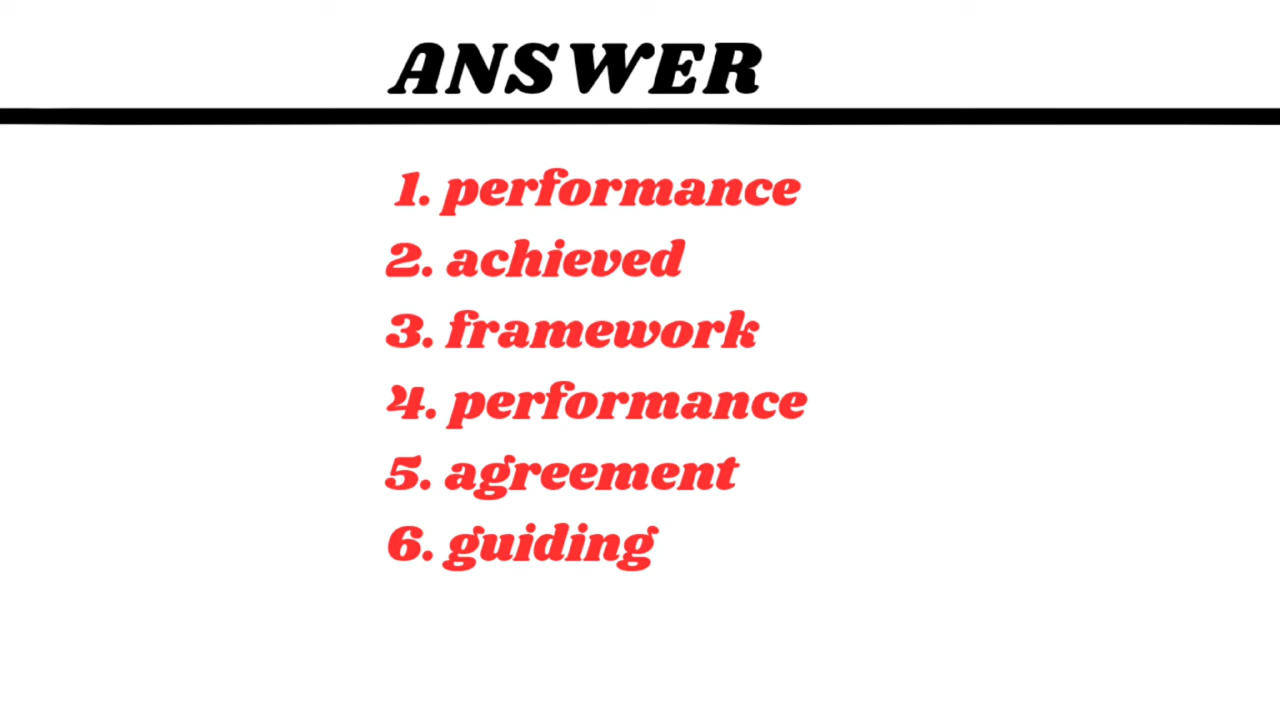 ANSWER
1. performance
2. achieved
3. framework
4. performance
5. agreement
6. guiding